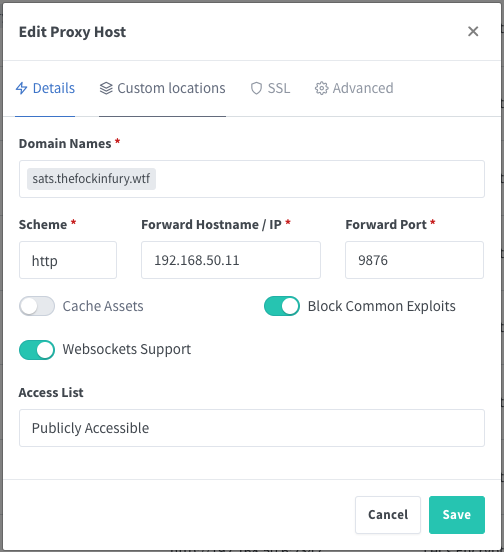 Edit Proxy Host
Details Custom locations SSL Advanced
Domain Names *
sats.thefockinfury.wtf
Scheme * Forward Hostname / IP * Forward Port *
http 192.168.50.11 9876
Cache Assets Block Common Exploits
Websockets Support
Access List
Publicly Accessible
Cancel Save